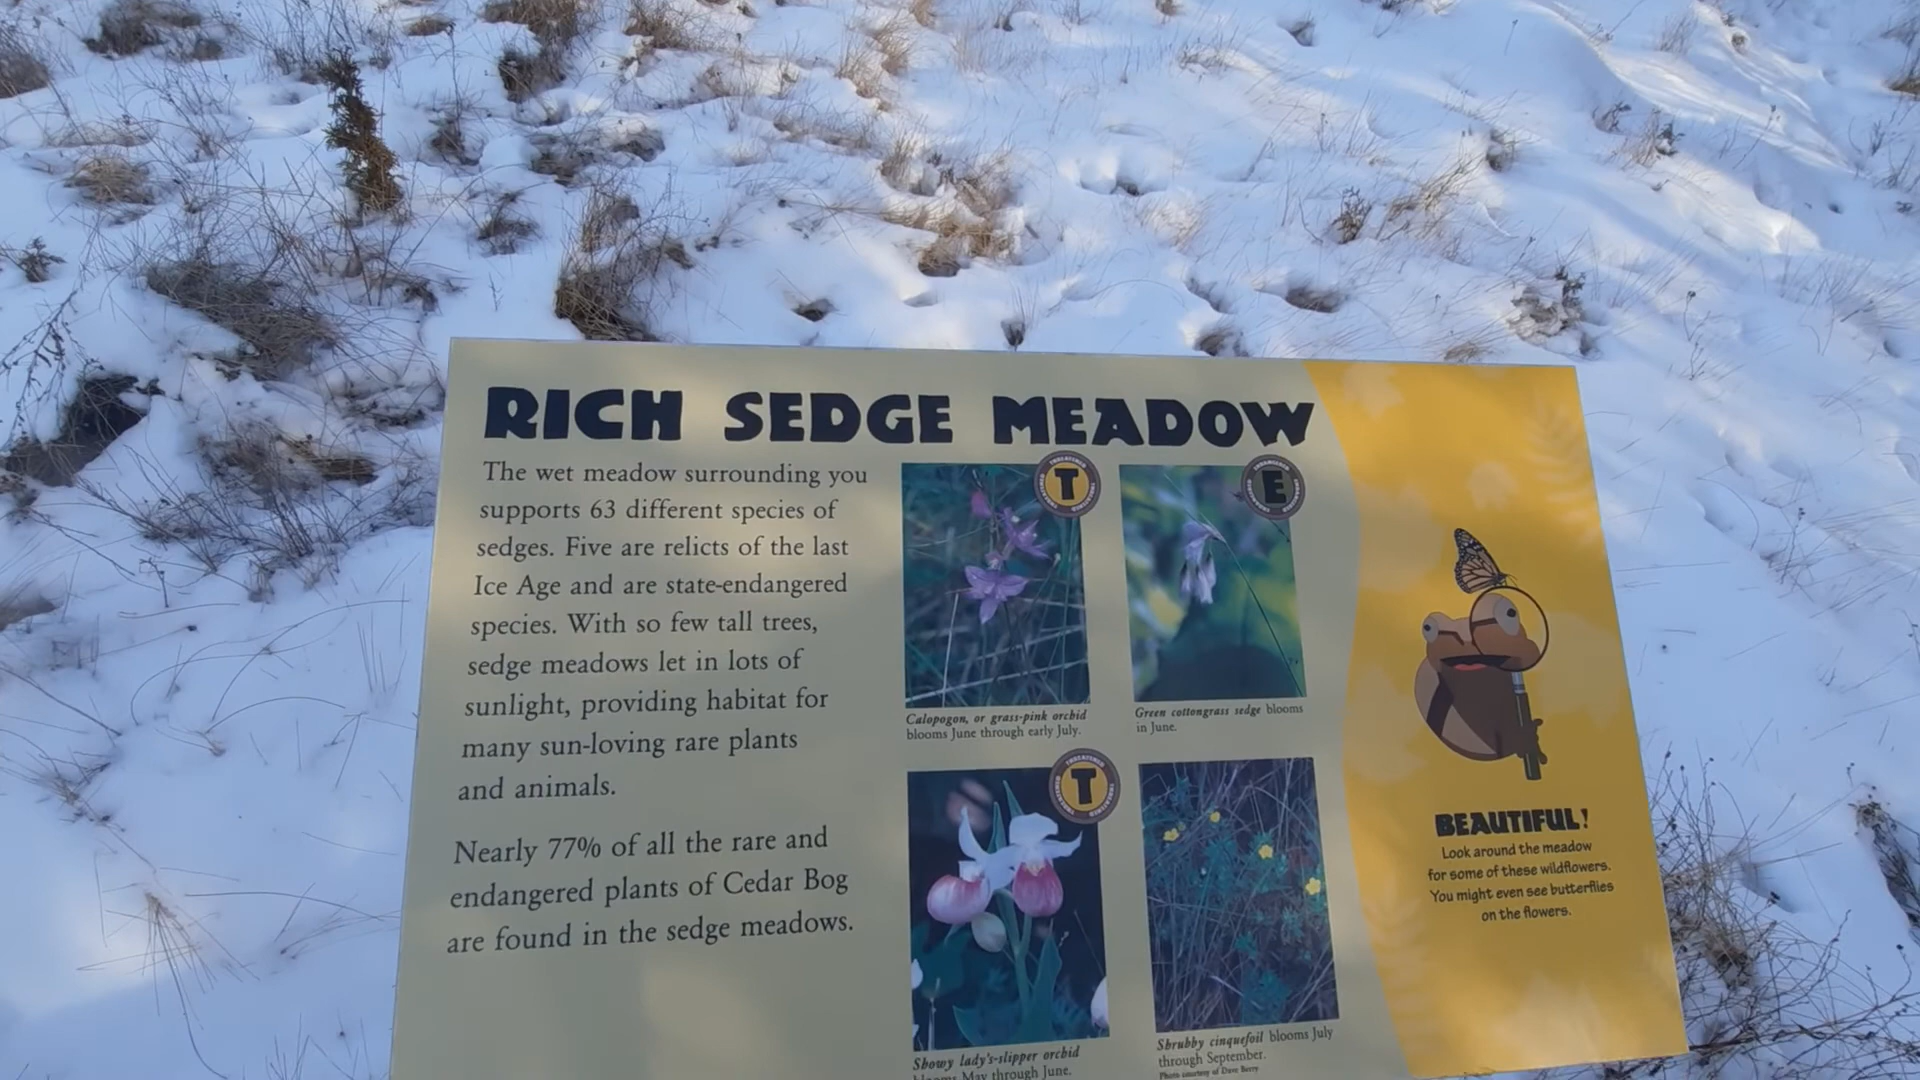 RICH SEDGE MEADOW
The wet meadow surrounding you
supports 63 different species of
sedges. Five are relicts of the last
Ice Age and are state-endangered
species. With so few tall trees,
sedge meadows let in lots of
sunlight, providing habitat for
many sun-loving rare plants
and animals.
Nearly 77% of all the rare and
endangered plants of Cedar Bog
are found in the sedge meadows.
THREATENED
T
Calopogon, or grass-pink orchid
blooms June through early July.
ENDANGERED
E
Green cottongrass sedge blooms
in June.
THREATENED
T
Showy lady's-slipper orchid
blooms May through June.
Shrubby cinquefoil blooms July
through September.
Photo courtesy of Dave Berry
BEAUTIFUL!
Look around the meadow
for some of these wildflowers.
You might even see butterflies
on the flowers.